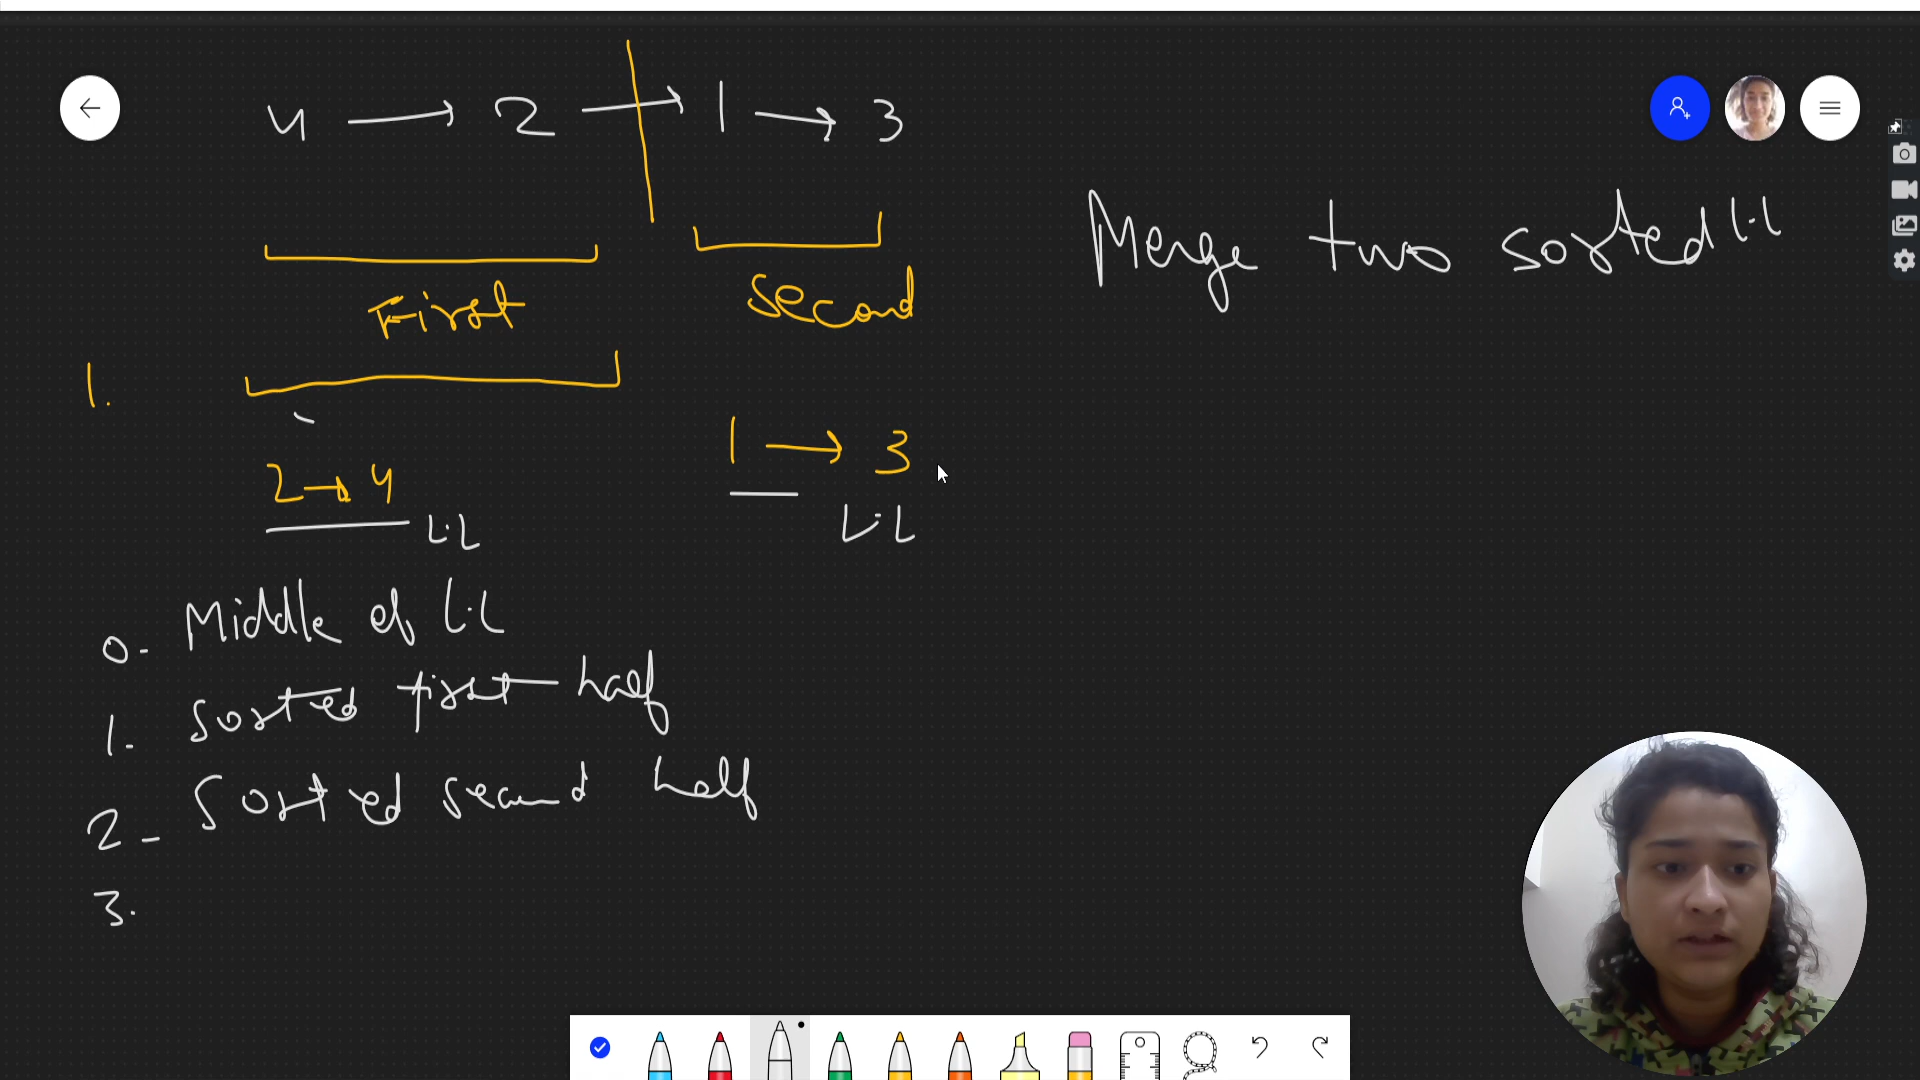 4 → 2 → 1 → 3
Merge two sorted L.L
First
Second
1.
1 → 3
2 → 4
L.L
L.L
0- Middle of L.L
1- Sorted first half
2- Sorted second half
3.